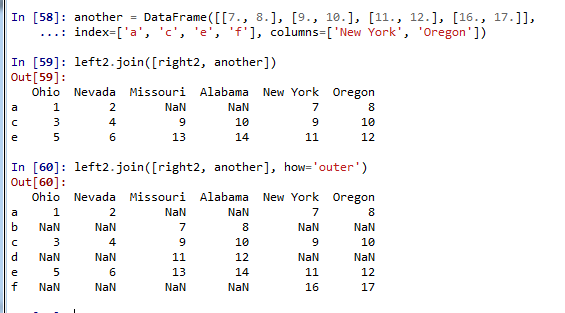 In [58]: another = DataFrame([[7., 8.], [9., 10.], [11., 12.], [16., 17.]],
   ...: index=['a', 'c', 'e', 'f'], columns=['New York', 'Oregon'])
In [59]: left2.join([right2, another])
Out[59]:
   Ohio  Nevada  Missouri  Alabama  New York  Oregon
a     1       2       NaN      NaN         7       8
c     3       4         9       10         9      10
e     5       6        13       14        11      12
In [60]: left2.join([right2, another], how='outer')
Out[60]:
   Ohio  Nevada  Missouri  Alabama  New York  Oregon
a     1       2       NaN      NaN         7       8
b   NaN     NaN         7        8       NaN     NaN
c     3       4         9       10         9      10
d   NaN     NaN        11       12       NaN     NaN
e     5       6        13       14        11      12
f   NaN     NaN       NaN      NaN        16      17